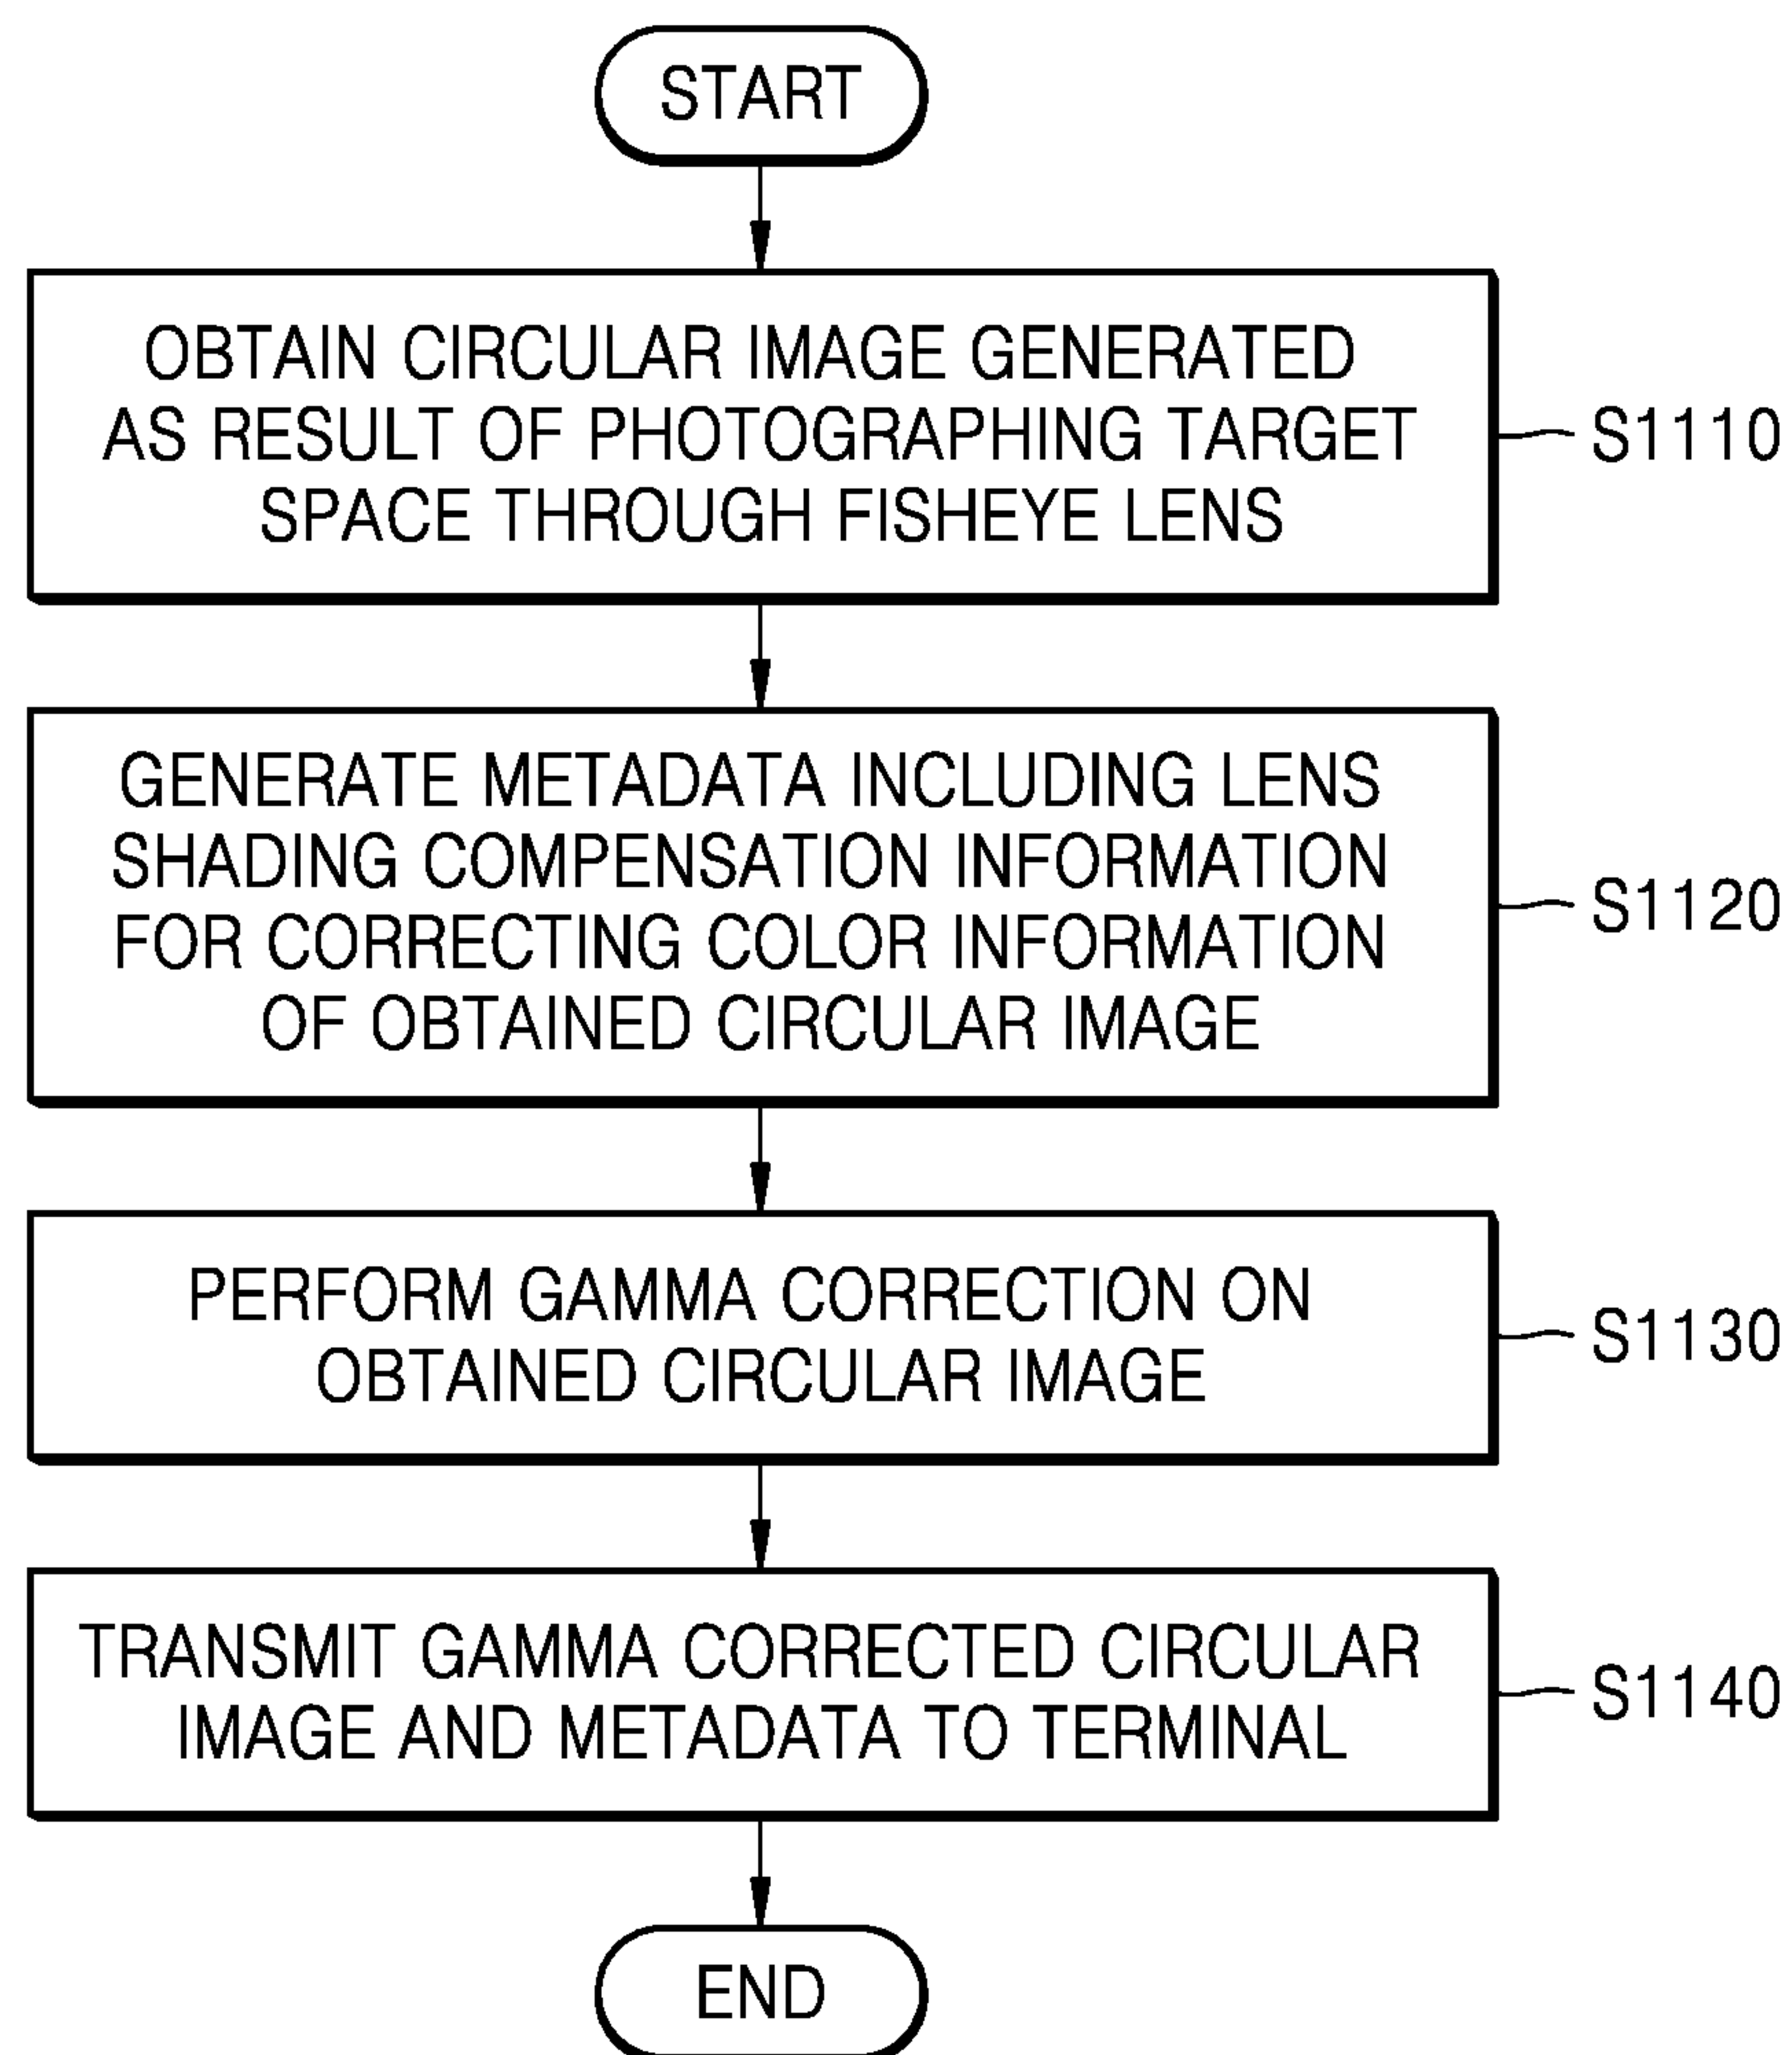 START
OBTAIN CIRCULAR IMAGE GENERATED
AS RESULT OF PHOTOGRAPHING TARGET
SPACE THROUGH FISHEYE LENS
S1110
GENERATE METADATA INCLUDING LENS
SHADING COMPENSATION INFORMATION
FOR CORRECTING COLOR INFORMATION
OF OBTAINED CIRCULAR IMAGE
S1120
PERFORM GAMMA CORRECTION ON
OBTAINED CIRCULAR IMAGE
S1130
TRANSMIT GAMMA CORRECTED CIRCULAR
IMAGE AND METADATA TO TERMINAL
S1140
END